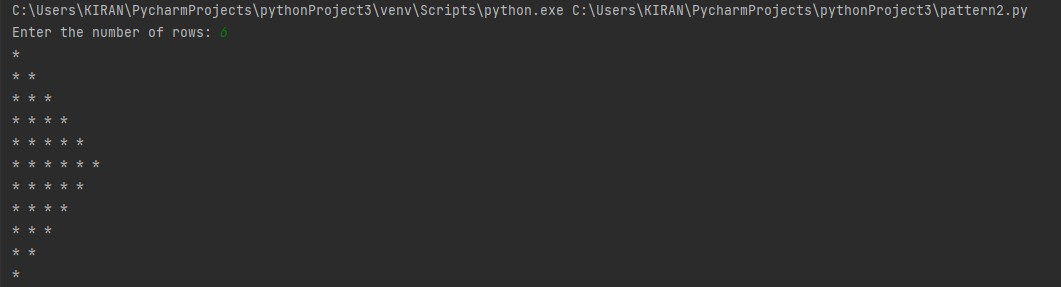 C:\Users\KIRAN\PycharmProjects\pythonProject3\venv\Scripts\python.exe C:\Users\KIRAN\PycharmProjects\pythonProject3\pattern2.py
Enter the number of rows: 6
*
* *
* * *
* * * *
* * * * *
* * * * * *
* * * * *
* * * *
* * *
* *
*